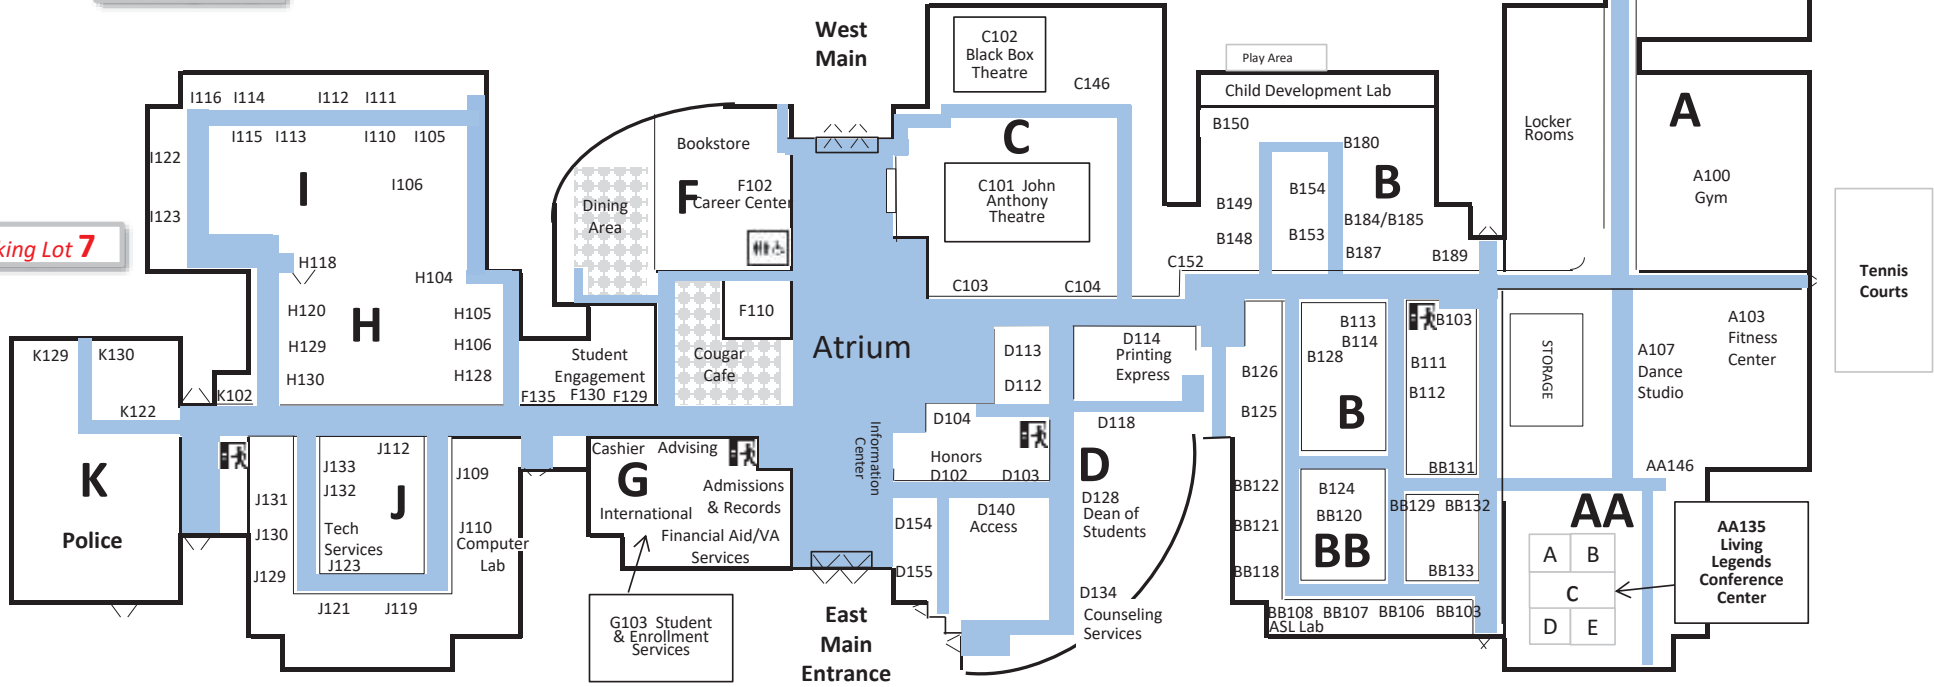 West
Main
C102
Black Box
Theatre
C146
Play Area
Child Development Lab
A
I116 I114 I112 I111
I115 I113 I110 I105
I122
I106
I
I123
Bookstore
F102
Career Center
F
Dining
Area
C
C101 John
Anthony
Theatre
B150
B180
B
B154
B149
B184/B185
B148
B153
B187
B189
Locker
Rooms
A100
Gym
king Lot 7
Tennis
Courts
H118
H104
H120
H
H105
H129
H106
H130
H128
C152
C103 C104
F110
Atrium
Cougar
Cafe
Student
Engagement
F135 F130 F129
D113
D112
D114
Printing
Express
B113
B114
B128
B103
B111
B112
B126
B125
B
STORAGE
A107
Dance
Studio
A103
Fitness
Center
K129 K130
K102
K122
K
Police
J112
J133
J132
J
J109
J131
J130
Tech
Services
J123
J110
Computer
Lab
J129
J121 J119
Cashier Advising
G
Admissions
& Records
International
Financial Aid/VA
Services
G103 Student
& Enrollment
Services
Information
Center
D104
Honors
D102 D103
D118
D
D128
Dean of
Students
D140
Access
D154
D155
D134
Counseling
Services
East
Main
Entrance
BB131
BB122
B124
BB129 BB132
BB121
BB120
BB
BB118
BB133
BB108 BB107 BB106 BB103
ASL Lab
AA146
AA
A B
C
D E
AA135
Living
Legends
Conference
Center